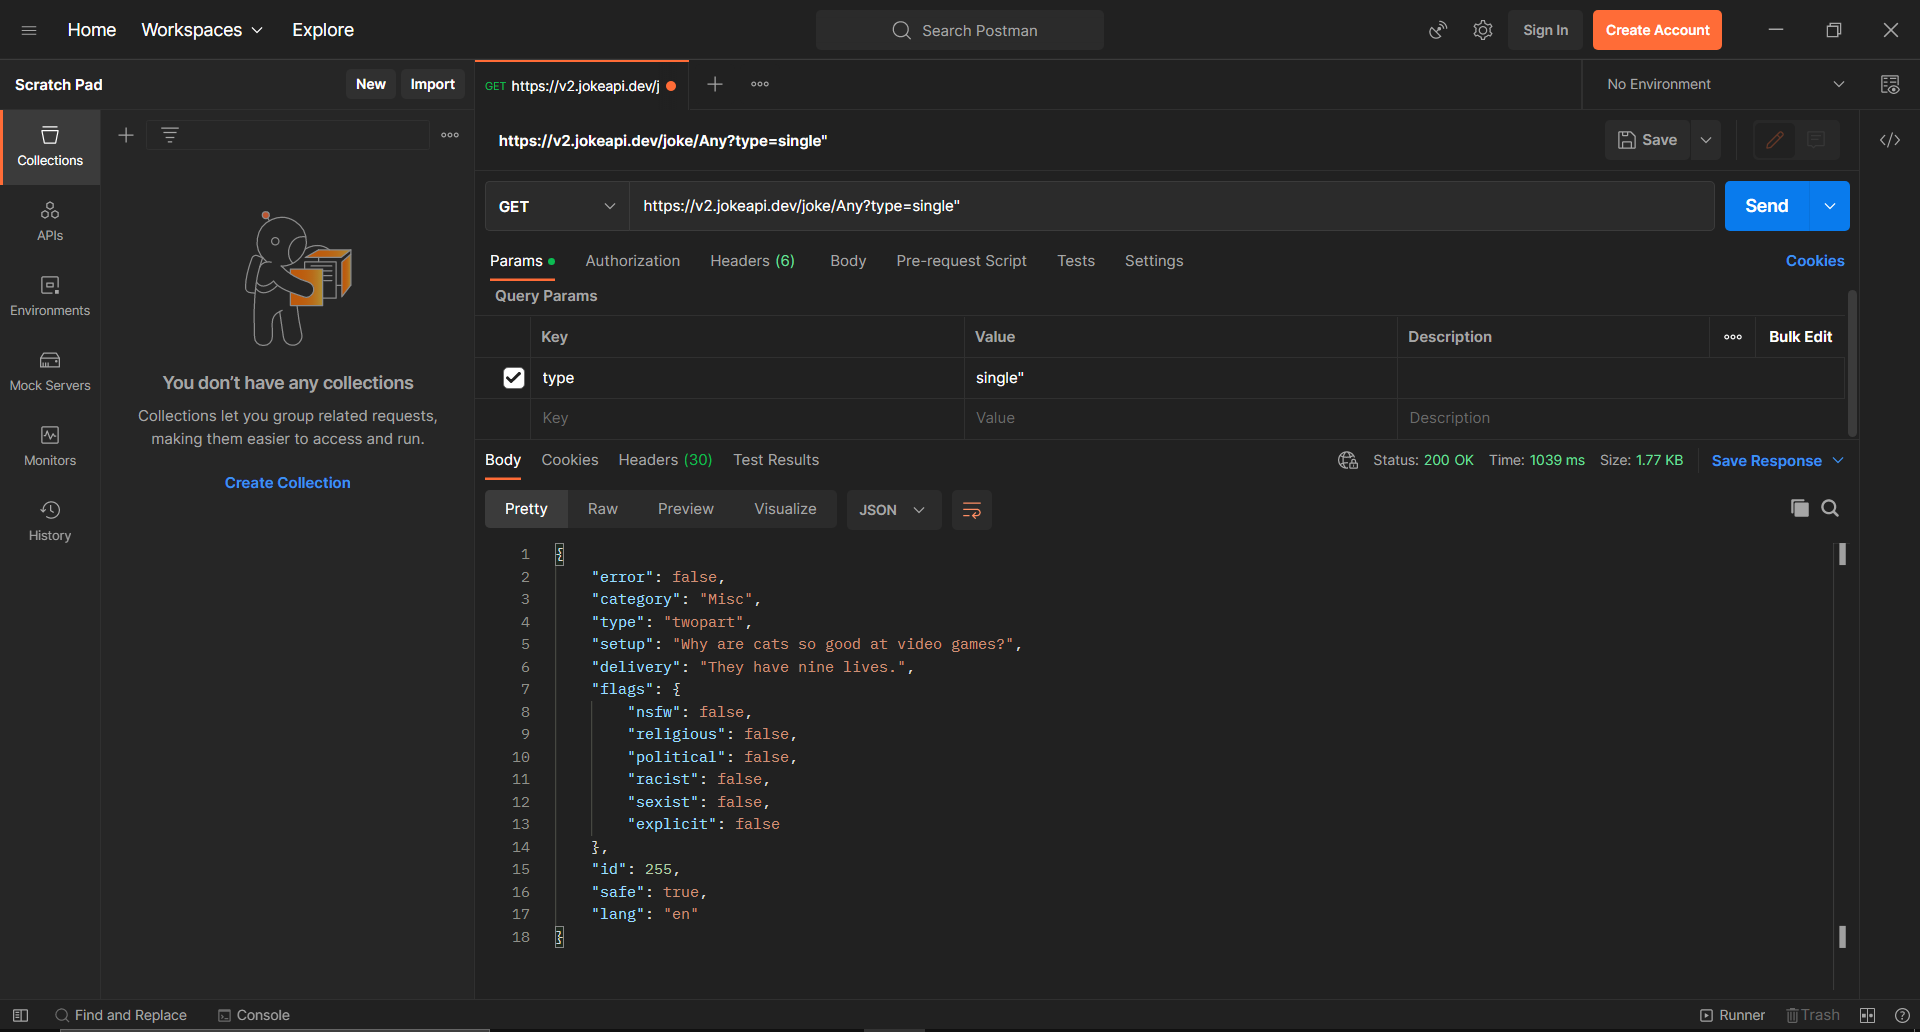 Home Workspaces Explore Search Postman Sign In Create Account
Scratch Pad New Import GET https://v2.jokeapi.dev/j No Environment
https://v2.jokeapi.dev/joke/Any?type=single" Save
Collections
APIs
Environments
Mock Servers
Monitors
History
You don't have any collections
Collections let you group related requests,
making them easier to access and run.
Create Collection
GET https://v2.jokeapi.dev/joke/Any?type=single" Send
Params Authorization Headers (6) Body Pre-request Script Tests Settings Cookies
Query Params
Key Value Description Bulk Edit
type single"
Key Value Description
Body Cookies Headers (30) Test Results Status: 200 OK Time: 1039 ms Size: 1.77 KB Save Response
Pretty Raw Preview Visualize JSON
1 {
2 "error": false,
3 "category": "Misc",
4 "type": "twopart",
5 "setup": "Why are cats so good at video games?",
6 "delivery": "They have nine lives.",
7 "flags": {
8 "nsfw": false,
9 "religious": false,
10 "political": false,
11 "racist": false,
12 "sexist": false,
13 "explicit": false
14 },
15 "id": 255,
16 "safe": true,
17 "lang": "en"
18 }
Find and Replace Console Runner Trash